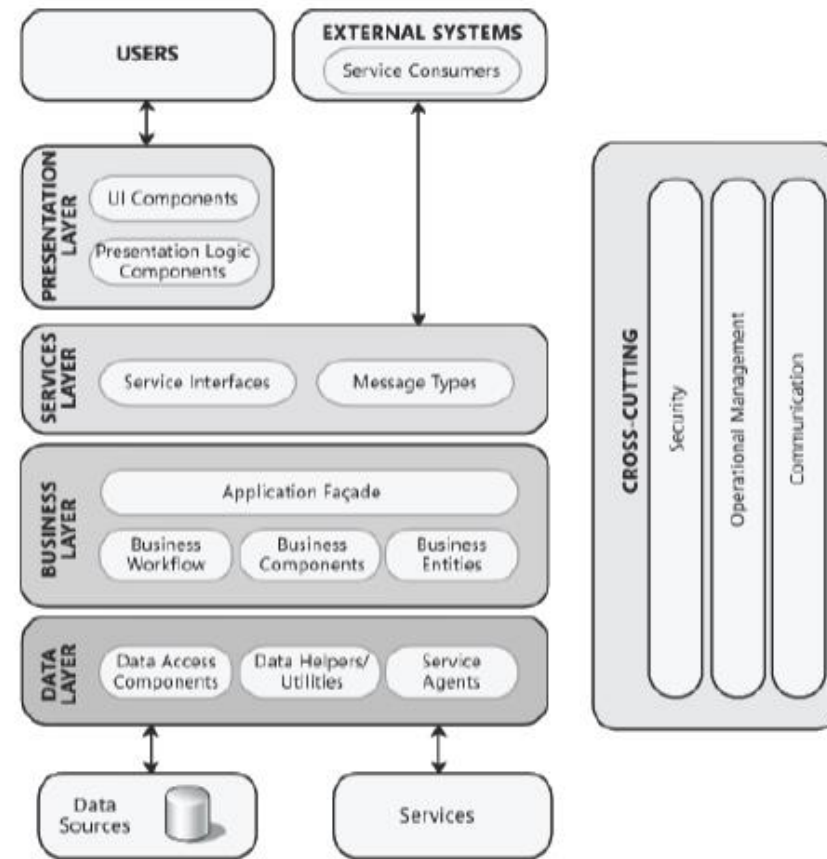 USERS
EXTERNAL SYSTEMS
Service Consumers
PRESENTATION
LAYER
UI Components
Presentation Logic
Components
SERVICES
LAYER
Service Interfaces
Message Types
BUSINESS
LAYER
Application Façade
Business
Workflow
Business
Components
Business
Entities
DATA
LAYER
Data Access
Components
Data Helpers/
Utilities
Service
Agents
Data
Sources
Services
CROSS-CUTTING
Security
Operational Management
Communication